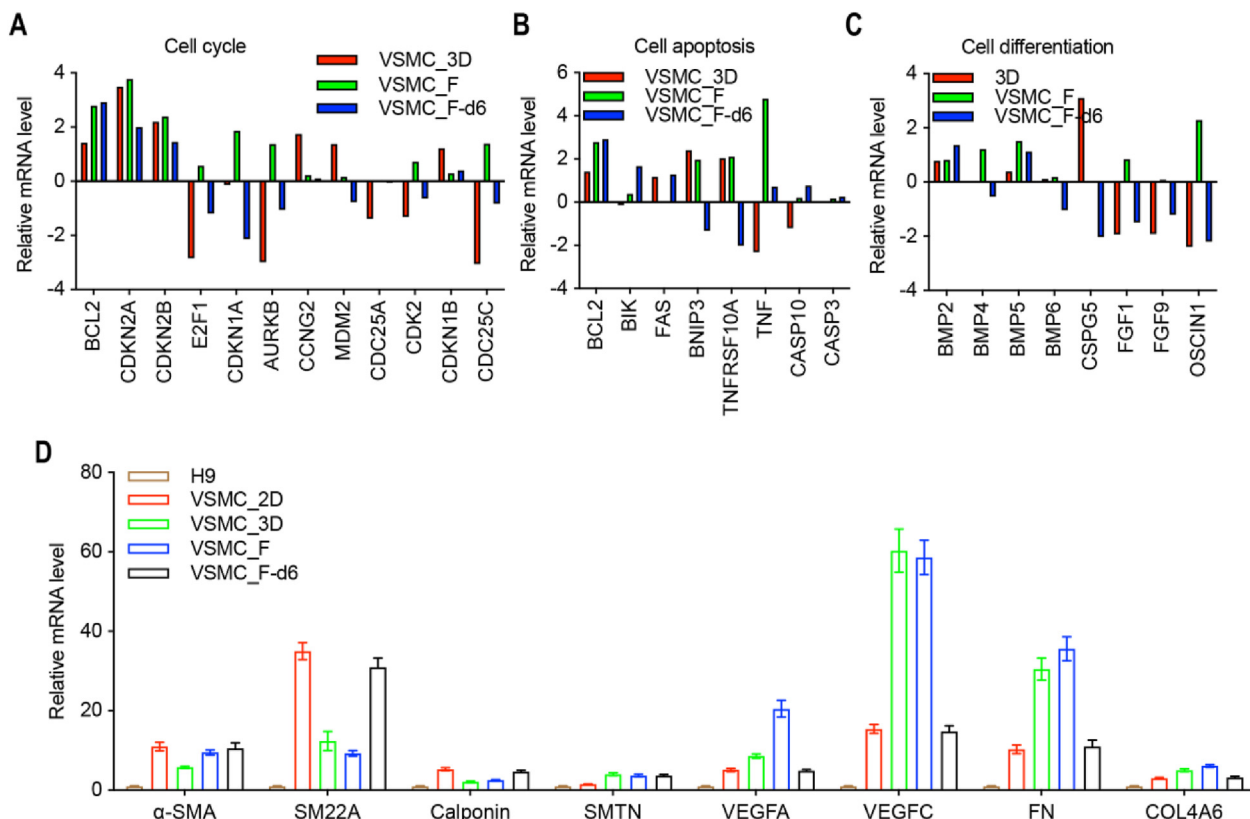 A
Cell cycle
VSMC_3D
VSMC_F
VSMC_F-d6
Relative mRNA level
4
2
0
-2
-4
BCL2
CDKN2A
CDKN2B
E2F1
CDKN1A
AURKB
CCNG2
MDM2
CDC25A
CDK2
CDKN1B
CDC25C
B
Cell apoptosis
VSMC_3D
VSMC_F
VSMC_F-d6
Relative mRNA level
6
4
2
0
-2
-4
BCL2
BIK
FAS
BNIP3
TNFRSF10A
TNF
CASP10
CASP3
C
Cell differentiation
3D
VSMC_F
VSMC_F-d6
Relative mRNA level
4
2
0
-2
-4
BMP2
BMP4
BMP5
BMP6
CSPG5
FGF1
FGF9
OSCIN1
D
H9
VSMC_2D
VSMC_3D
VSMC_F
VSMC_F-d6
Relative mRNA level
80
60
40
20
0
α-SMA SM22A Calponin SMTN VEGFA VEGFC FN COL4A6